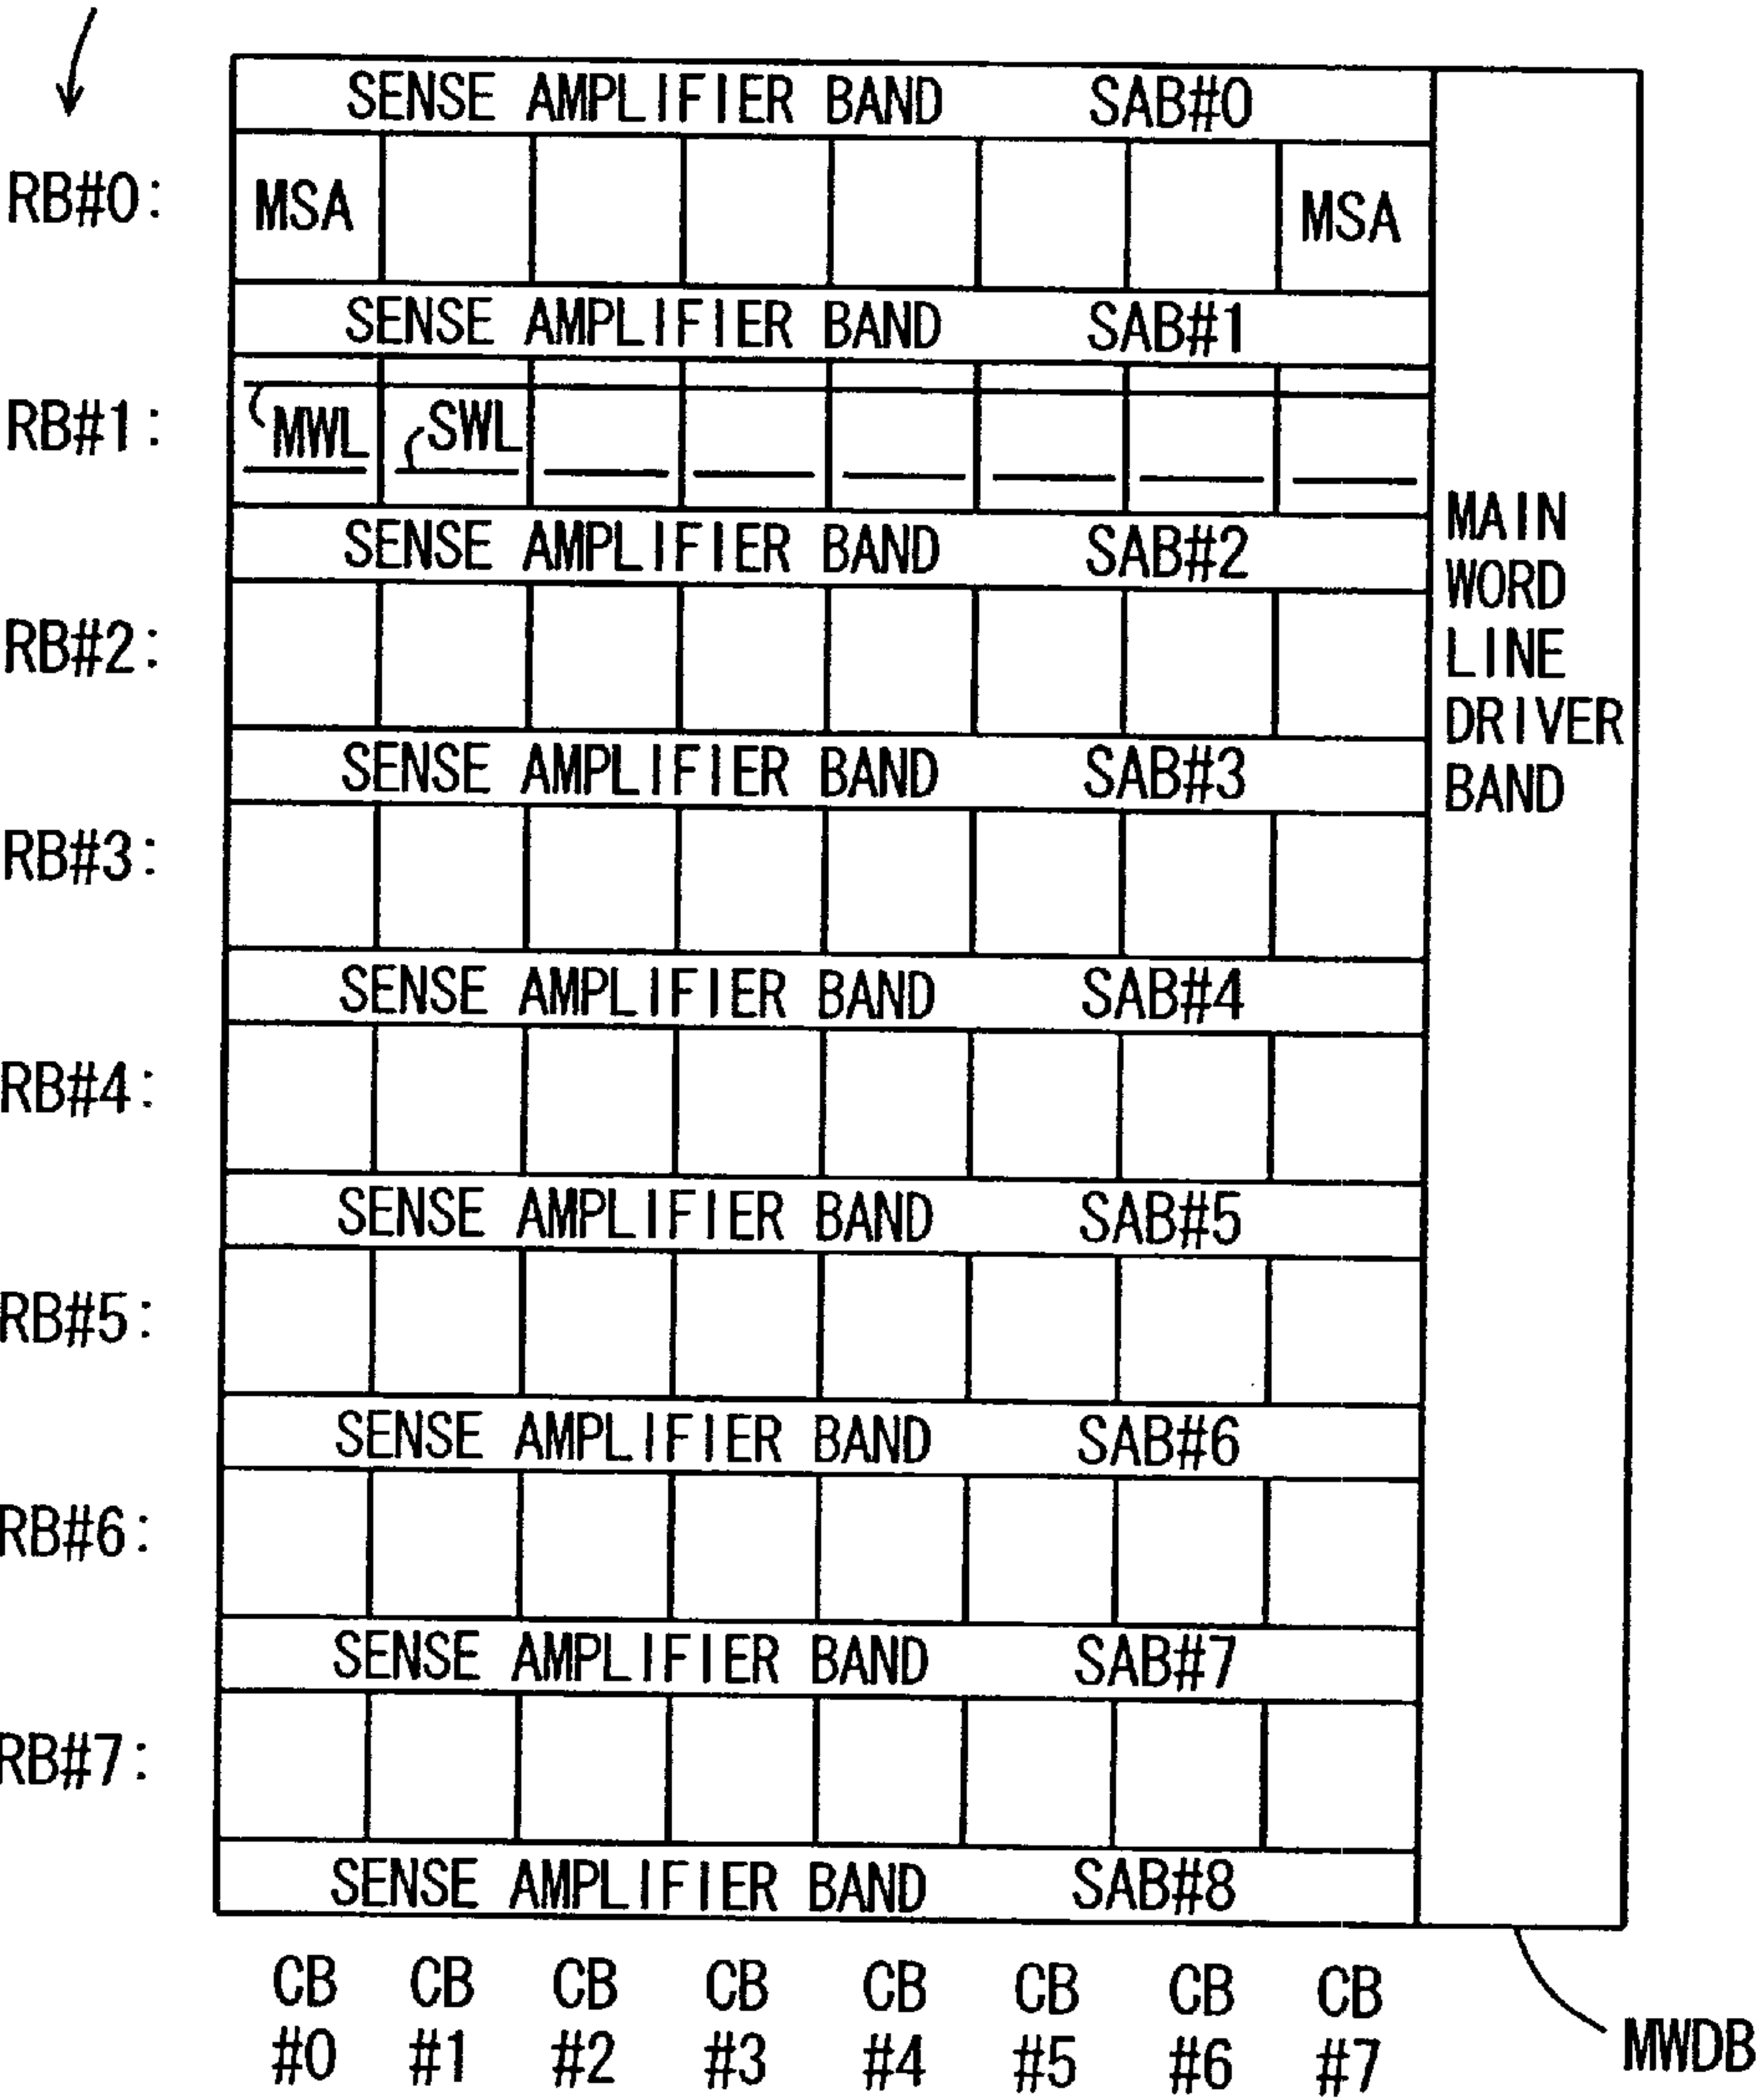 SENSE AMPLIFIER BAND SAB#0
RB#0: MSA MSA
SENSE AMPLIFIER BAND SAB#1
RB#1: MWL SWL
SENSE AMPLIFIER BAND SAB#2
RB#2:
SENSE AMPLIFIER BAND SAB#3
RB#3:
SENSE AMPLIFIER BAND SAB#4
RB#4:
SENSE AMPLIFIER BAND SAB#5
RB#5:
SENSE AMPLIFIER BAND SAB#6
RB#6:
SENSE AMPLIFIER BAND SAB#7
RB#7:
SENSE AMPLIFIER BAND SAB#8
MAIN
WORD
LINE
DRIVER
BAND
CB CB CB CB CB CB CB CB
#0 #1 #2 #3 #4 #5 #6 #7
MWDB